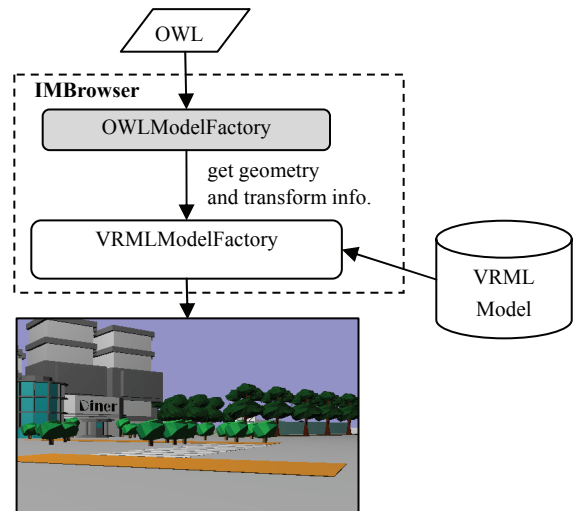 OWL
IMBrowser
OWLModelFactory
get geometry
and transform info.
VRMLModelFactory
VRML
Model
Diner